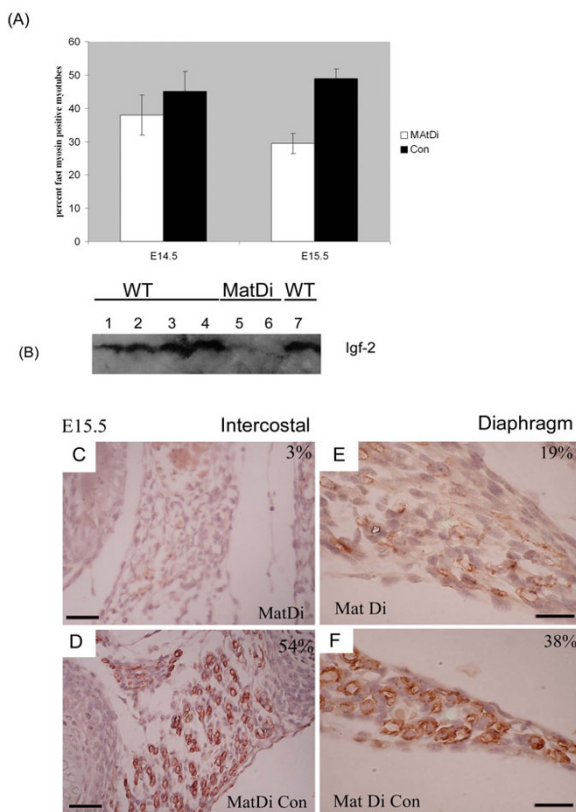 (A)
60
50
40
30
20
10
0
percent fast myosin positive myotubes
E14.5 E15.5
MAtDi
Con
WT MatDi WT
1 2 3 4 5 6 7
(B) Igf-2
E15.5 Intercostal Diaphragm
C 3%
MatDi
E 19%
Mat Di
D 54%
MatDi Con
F 38%
Mat Di Con